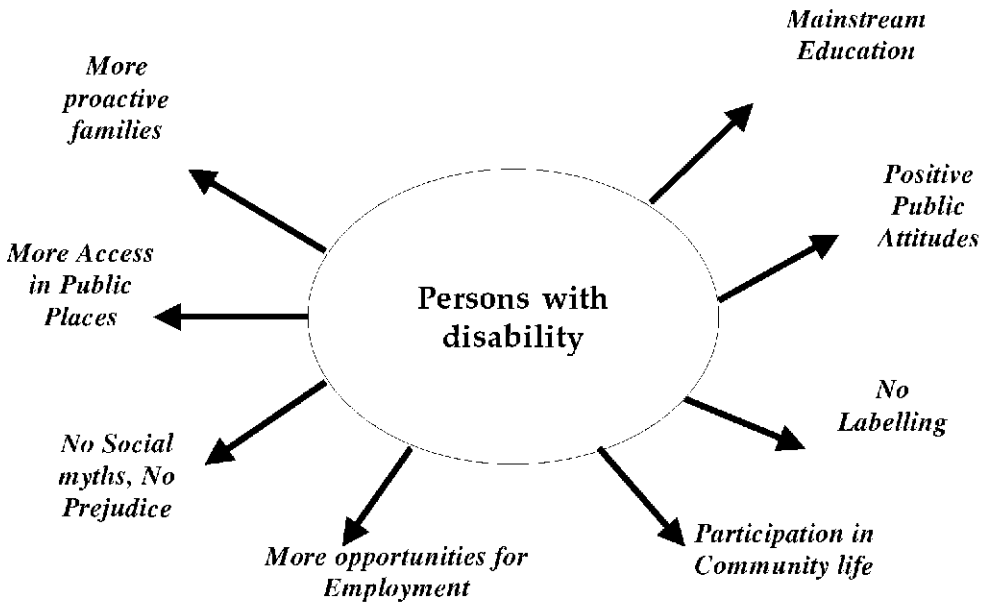 Mainstream
Education
More
proactive
families
Positive
Public
Attitudes
More Access
in Public
Places
Persons with
disability
No
Labelling
No Social
myths, No
Prejudice
More opportunities for
Employment
Participation in
Community life